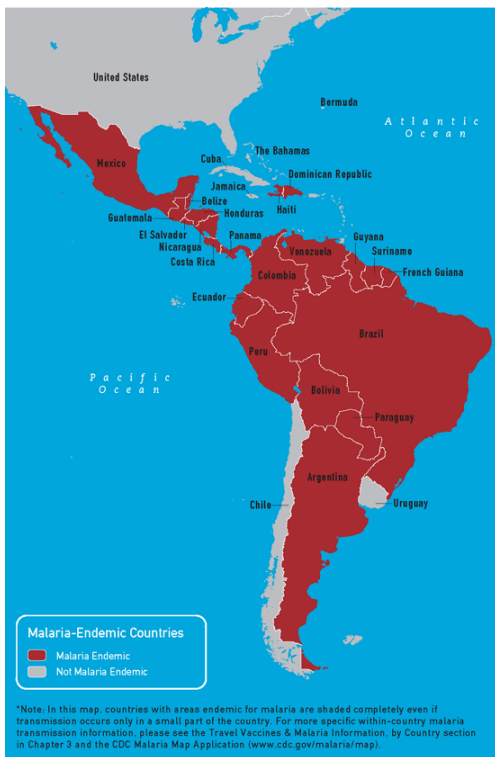 United States
Bermuda
Atlantic
Ocean
The Bahamas
Cuba
Mexico
Dominican Republic
Jamaica
Belize
Haiti
Honduras
Guatemala
El Salvador
Nicaragua
Costa Rica
Panama
Guyana
Venezuela
Suriname
French Guiana
Colombia
Ecuador
Brazil
Peru
Pacific
Ocean
Bolivia
Paraguay
Argentina
Chile
Uruguay
Malaria-Endemic Countries
Malaria Endemic
Not Malaria Endemic
*Note: In this map, countries with areas endemic for malaria are shaded completely even if
transmission occurs only in a small part of the country. For more specific within-country malaria
transmission information, please see the Travel Vaccines & Malaria Information, by Country section
in Chapter 3 and the CDC Malaria Map Application (www.cdc.gov/malaria/map).